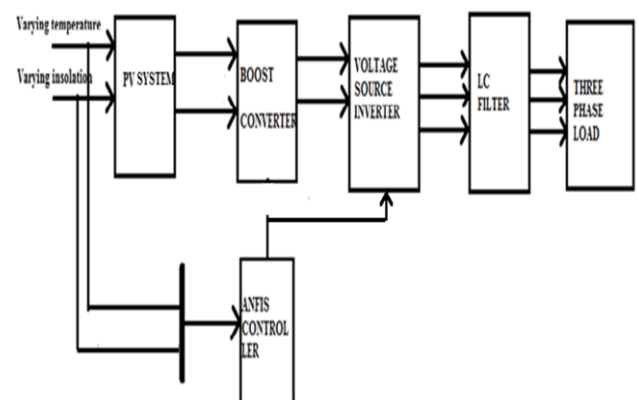 Varying temperature
Varying insolation
PV SYSTEM
BOOST
CONVERTER
VOLTAGE
SOURCE
INVERTER
LC
FILTER
THREE
PHASE
LOAD
ANFIS
CONTROL
LER